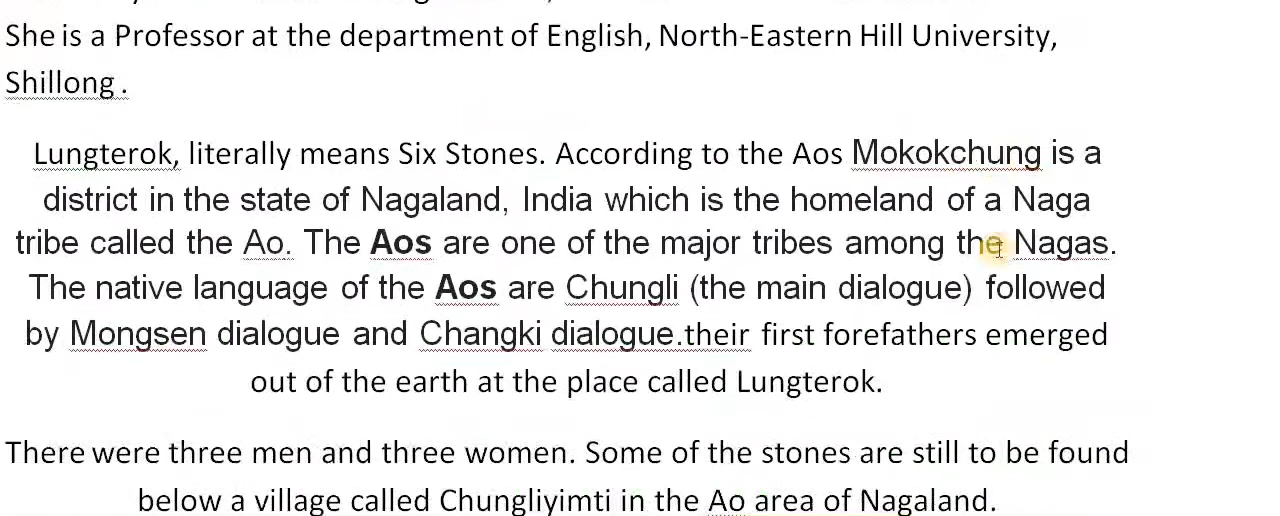 She is a Professor at the department of English, North-Eastern Hill University,
Shillong .
Lungterok, literally means Six Stones. According to the Aos Mokokchung is a
district in the state of Nagaland, India which is the homeland of a Naga
tribe called the Ao. The Aos are one of the major tribes among the Nagas.
The native language of the Aos are Chungli (the main dialogue) followed
by Mongsen dialogue and Changki dialogue.their first forefathers emerged
out of the earth at the place called Lungterok.
There were three men and three women. Some of the stones are still to be found
below a village called Chungliyimti in the Ao area of Nagaland.